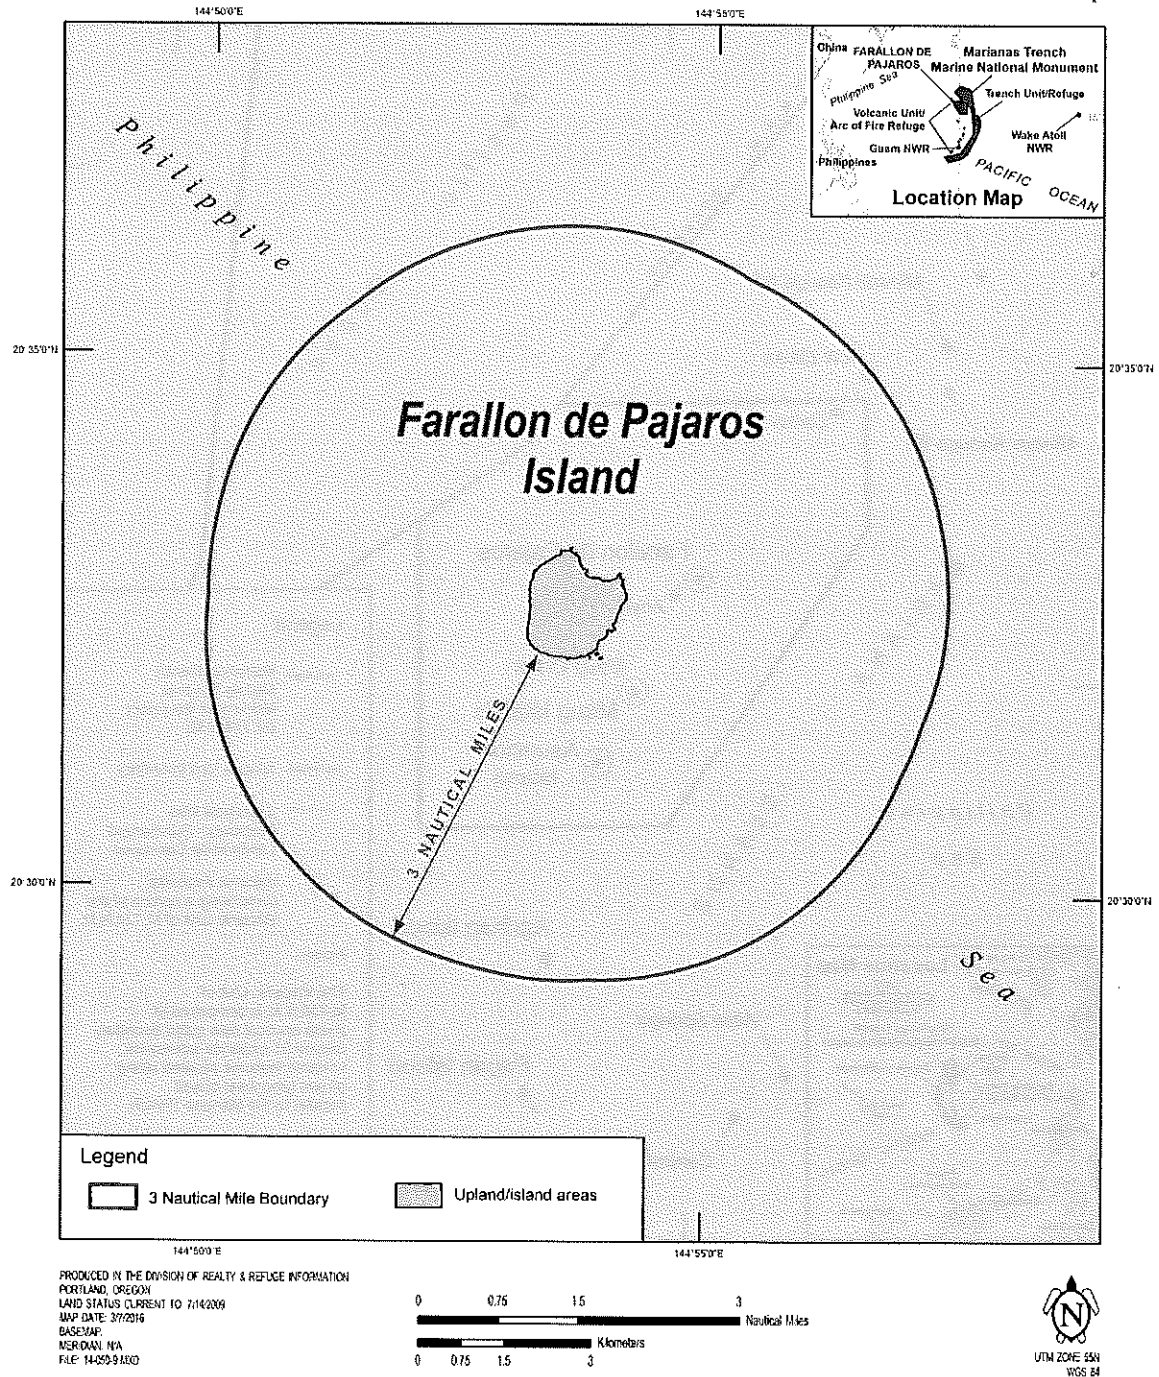 144°50'0"E 144°55'0"E
China FARALLON DE PAJAROS
Marianas Trench
Marine National Monument
Philippine Sea
Trench Unit/Refuge
Volcanic Unit/
Arc of Fire Refuge
Wake Atoll
NWR
Guam NWR
Philippines
PACIFIC OCEAN
Location Map
Philippine
20°35'0"N 20°35'0"N
Farallon de Pajaros
Island
3 NAUTICAL MILES
20°30'0"N 20°30'0"N
Sea
Legend
3 Nautical Mile Boundary Upland/island areas
144°50'0"E 144°55'0"E
PRODUCED IN THE DIVISION OF REALTY & REFUGE INFORMATION
PORTLAND, OREGON
LAND STATUS CURRENT TO 7/14/2009
MAP DATE: 3/7/2016
BASEMAP:
MERIDIAN: N/A
FILE: 14-050-9.MXD
0 0.75 1.5 3
Nautical Miles
Kilometers
0 0.75 1.5 3
N
UTM ZONE 55N
WGS 84